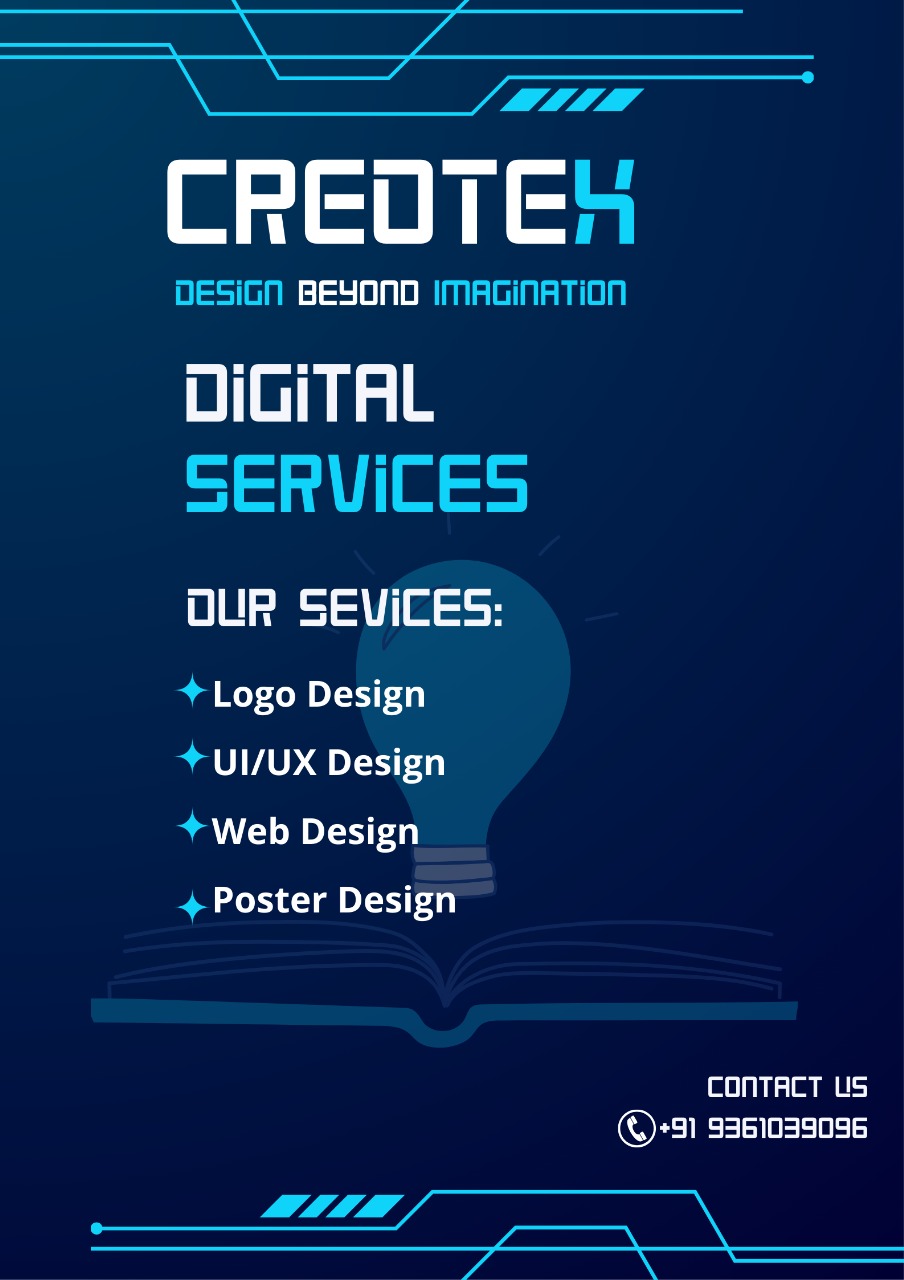 CREDTEX
DESIGN BEYOND IMAGINATION
DIGITAL
SERVICES
OUR SEVICES:
Logo Design
UI/UX Design
Web Design
Poster Design
CONTACT US
+91 9361039096